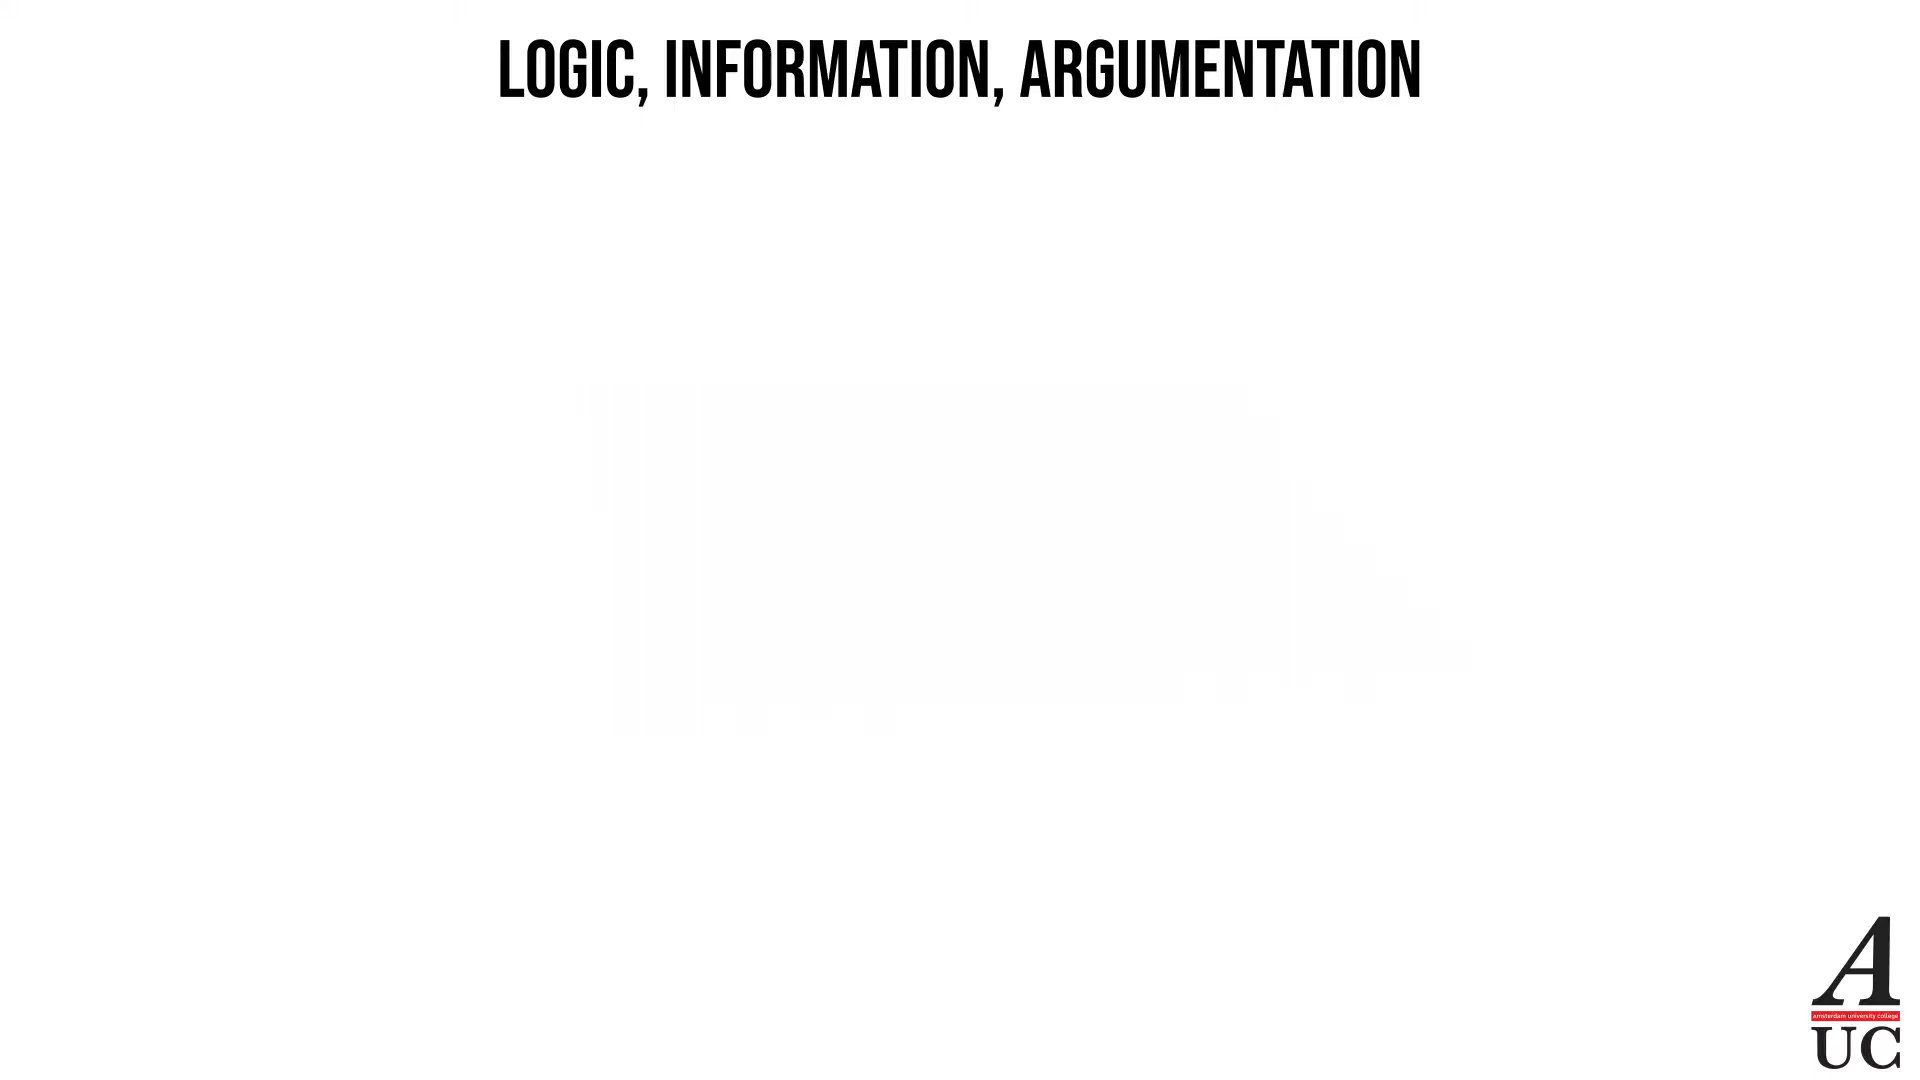 LOGIC, INFORMATION, ARGUMENTATION
A
amsterdam university college
UC